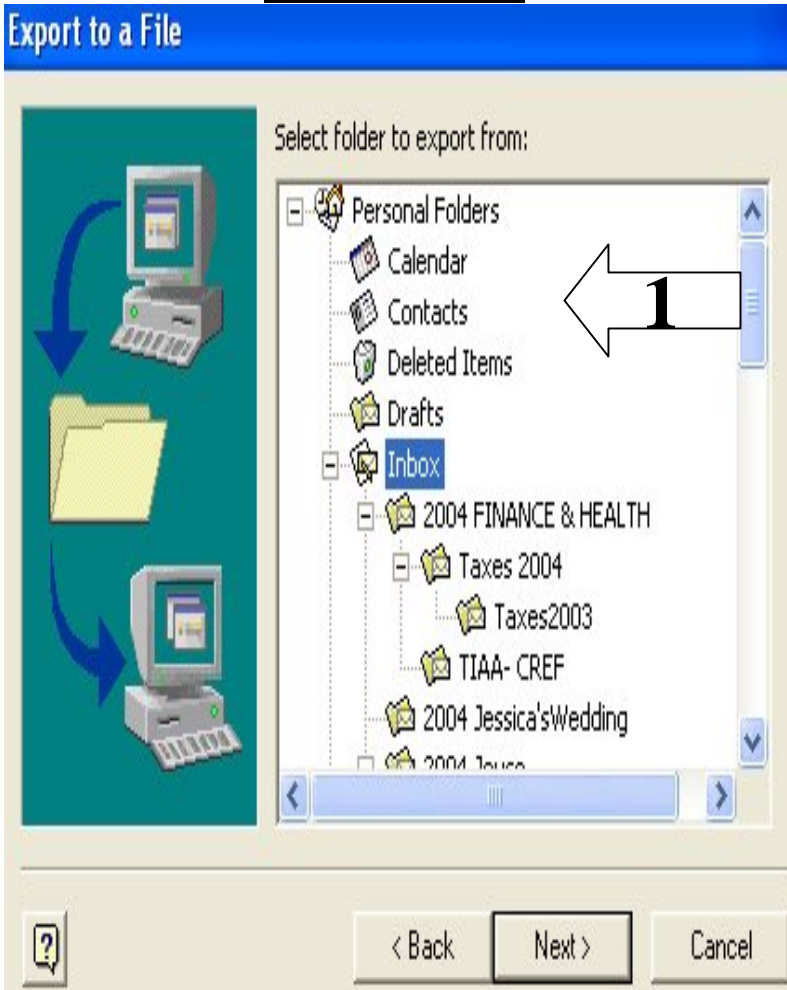 Export to a File
Select folder to export from:
Personal Folders
Calendar
1
Contacts
Deleted Items
Drafts
Inbox
2004 FINANCE & HEALTH
Taxes 2004
Taxes2003
TIAA- CREF
2004 Jessica'sWedding
2004
< Back
Next >
Cancel